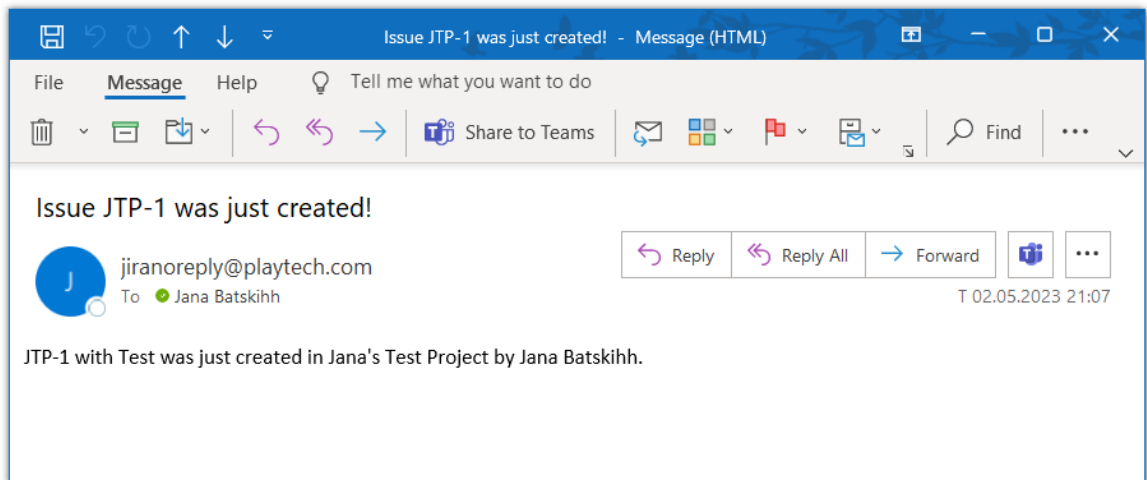 Issue JTP-1 was just created! - Message (HTML)
File Message Help Tell me what you want to do
Share to Teams Find
Issue JTP-1 was just created!
J
jiranoreply@playtech.com
Reply Reply All Forward
To Jana Batskihh
T 02.05.2023 21:07
JTP-1 with Test was just created in Jana's Test Project by Jana Batskihh.